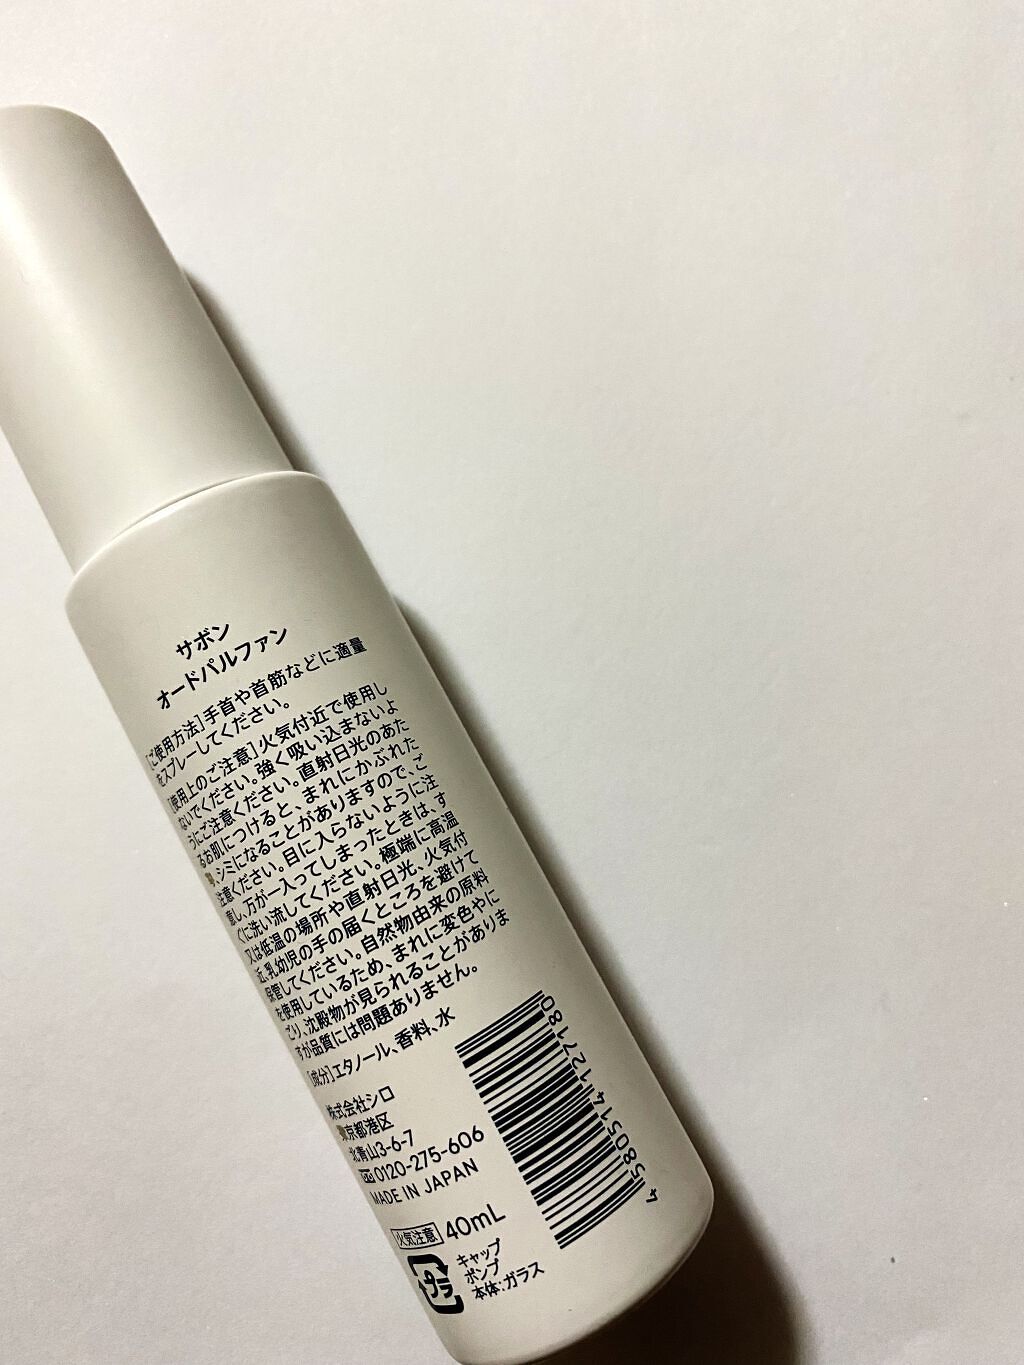 サボン
オードパルファン
[ご使用方法]手首や首筋などに適量
をスプレーしてください。
[使用上のご注意]火気付近で使用し
ないでください。強く吸い込まないよ
うにご注意ください。直射日光のあた
るお肌につけると、まれにかぶれた
り、シミになることがありますので、ご
注意ください。目に入らないように注
意し、万が一入ってしまったときは、す
ぐに洗い流してください。極端に高温
又は低温の場所や直射日光、火気付
近、乳幼児の手の届くところを避けて
保管してください。自然物由来の原料
を使用しているため、まれに変色やに
ごり、沈殿物が見られることがありま
すが品質には問題ありません。
[成分]エタノール、香料、水
株式会社シロ
東京都港区
北青山3-6-7
0120-275-606
MADE IN JAPAN
火気注意 40mL
プラ
キャップ
ポンプ
本体:ガラス